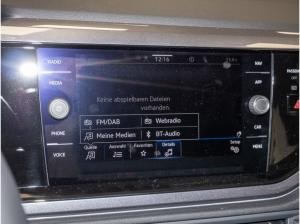 RADIO
12:16
NAV
MEDIA
APP
Keine abspielbaren Dateien
vorhanden.
FM/DAB
Webradio
PHONE
CAR
Meine Medien
BT-Audio
VOICE
Quelle
Auswahl
Favoriten
Details
Setup
MENU